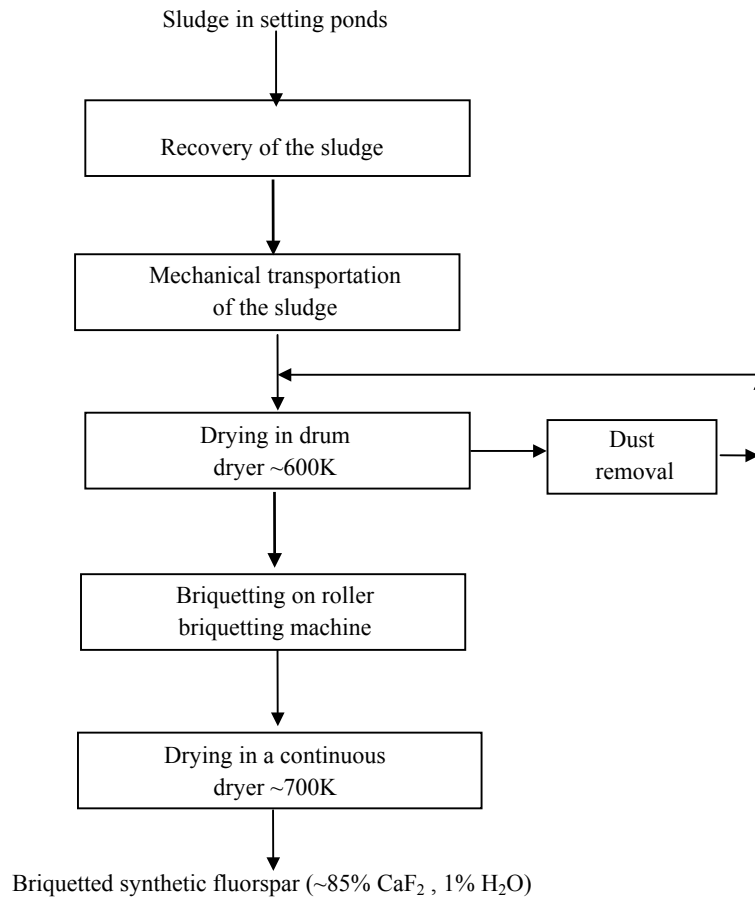 Sludge in setting ponds
Recovery of the sludge
Mechanical transportation
of the sludge
Drying in drum
dryer ~600K
Dust
removal
Briquetting on roller
briquetting machine
Drying in a continuous
dryer ~700K
Briquetted synthetic fluorspar (~85% CaF₂ , 1% H₂O)